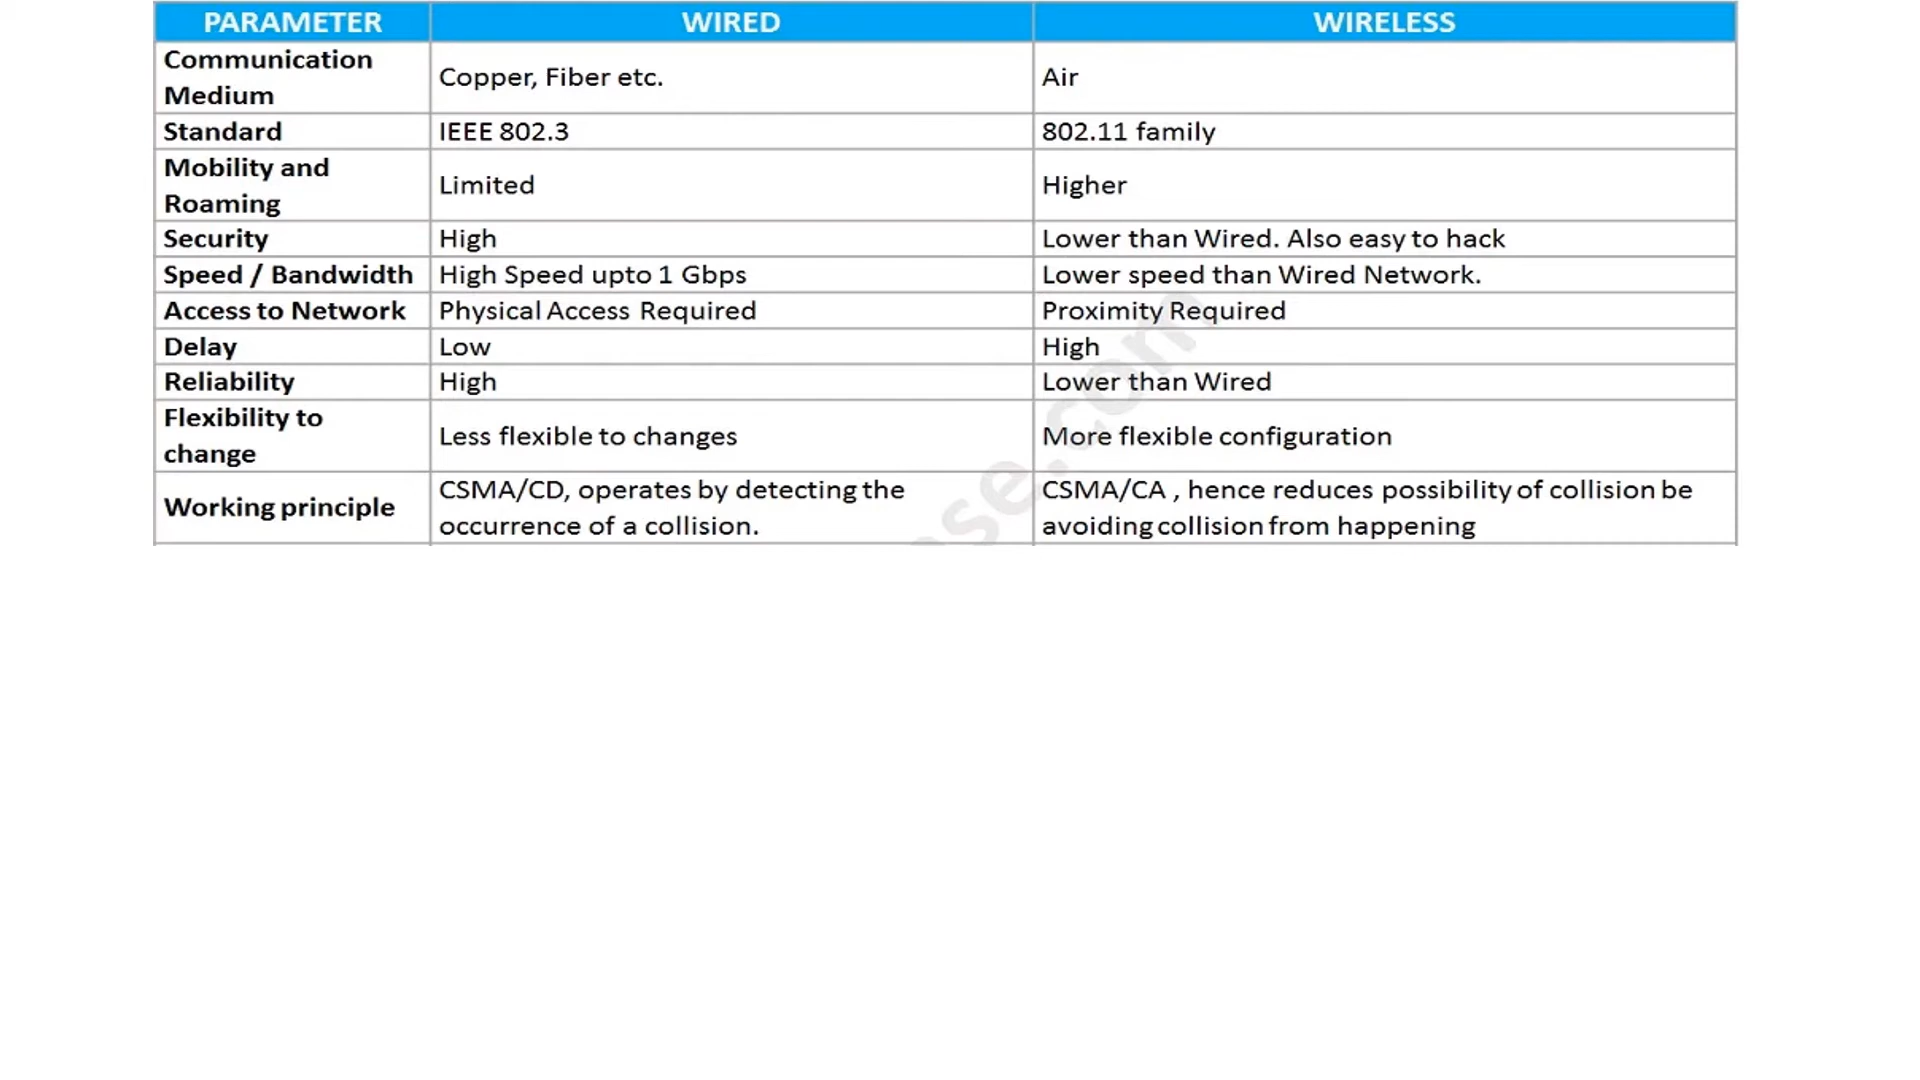 PARAMETER WIRED WIRELESS
Communication
Medium
Copper, Fiber etc.
Air
Standard IEEE 802.3 802.11 family
Mobility and
Roaming
Limited
Higher
Security High Lower than Wired. Also easy to hack
Speed / Bandwidth High Speed upto 1 Gbps Lower speed than Wired Network.
Access to Network Physical Access Required Proximity Required
Delay Low High
Reliability High Lower than Wired
Flexibility to
change
Less flexible to changes
More flexible configuration
Working principle
CSMA/CD, operates by detecting the
occurrence of a collision.
CSMA/CA , hence reduces possibility of collision be
avoiding collision from happening